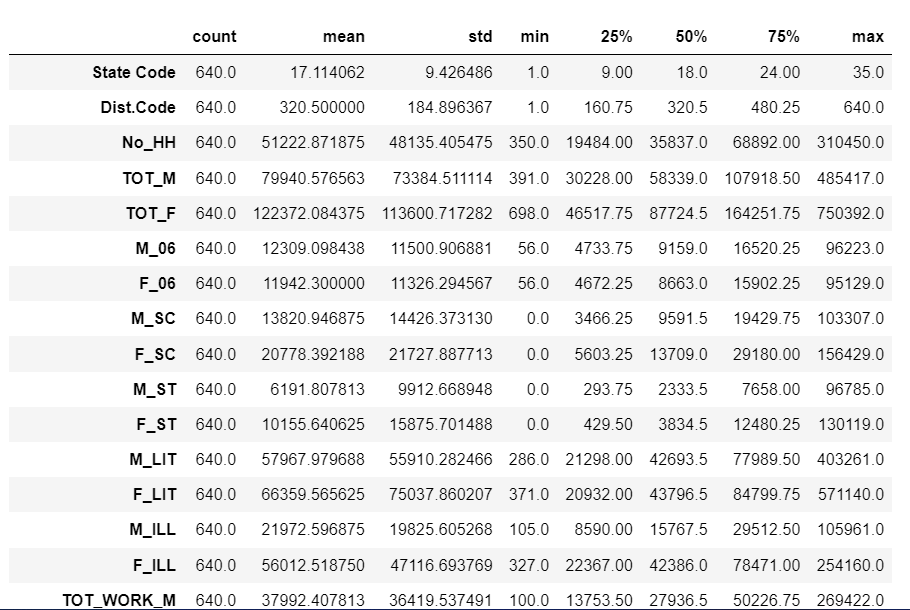 count mean std min 25% 50% 75% max
State Code 640.0 17.114062 9.426486 1.0 9.00 18.0 24.00 35.0
Dist.Code 640.0 320.500000 184.896367 1.0 160.75 320.5 480.25 640.0
No_HH 640.0 51222.871875 48135.405475 350.0 19484.00 35837.0 68892.00 310450.0
TOT_M 640.0 79940.576563 73384.511114 391.0 30228.00 58339.0 107918.50 485417.0
TOT_F 640.0 122372.084375 113600.717282 698.0 46517.75 87724.5 164251.75 750392.0
M_06 640.0 12309.098438 11500.906881 56.0 4733.75 9159.0 16520.25 96223.0
F_06 640.0 11942.300000 11326.294567 56.0 4672.25 8663.0 15902.25 95129.0
M_SC 640.0 13820.946875 14426.373130 0.0 3466.25 9591.5 19429.75 103307.0
F_SC 640.0 20778.392188 21727.887713 0.0 5603.25 13709.0 29180.00 156429.0
M_ST 640.0 6191.807813 9912.668948 0.0 293.75 2333.5 7658.00 96785.0
F_ST 640.0 10155.640625 15875.701488 0.0 429.50 3834.5 12480.25 130119.0
M_LIT 640.0 57967.979688 55910.282466 286.0 21298.00 42693.5 77989.50 403261.0
F_LIT 640.0 66359.565625 75037.860207 371.0 20932.00 43796.5 84799.75 571140.0
M_ILL 640.0 21972.596875 19825.605268 105.0 8590.00 15767.5 29512.50 105961.0
F_ILL 640.0 56012.518750 47116.693769 327.0 22367.00 42386.0 78471.00 254160.0
TOT_WORK_M 640.0 37992.407813 36419.537491 100.0 13753.50 27936.5 50226.75 269422.0